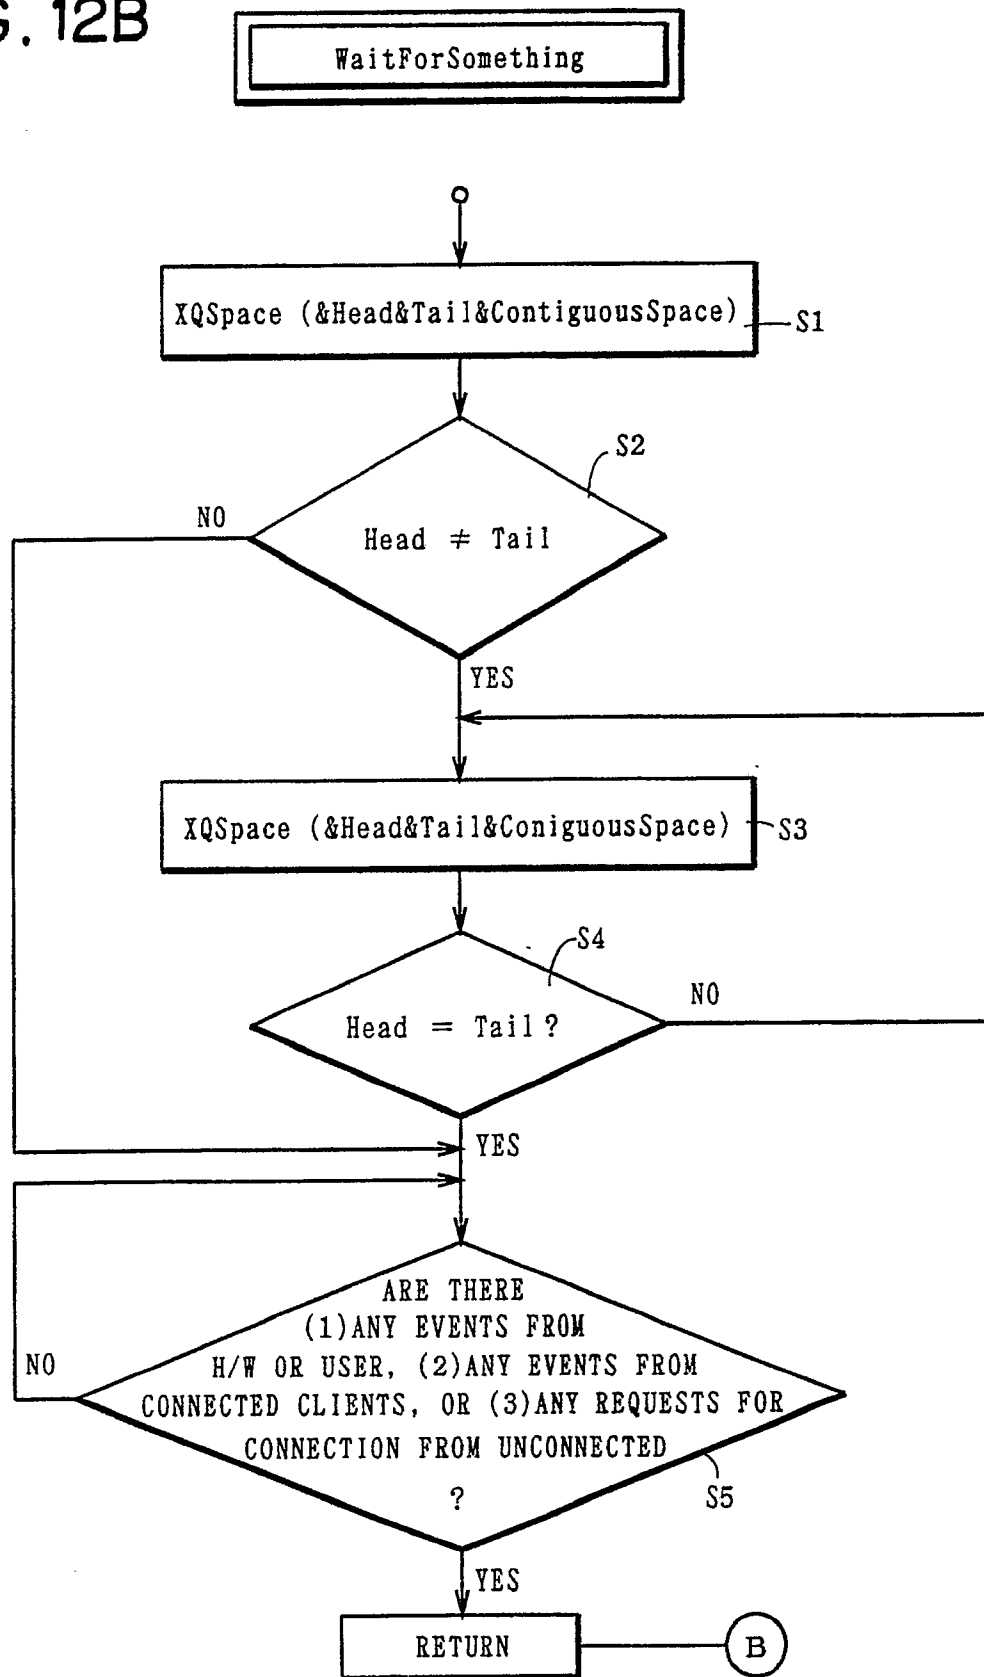 G. 12B
WaitForSomething
XQSpace (&Head&Tail&ContiguousSpace)
S1
S2
NO
Head ≠ Tail
YES
XQSpace (&Head&Tail&ConiguousSpace)
S3
S4
NO
Head = Tail?
YES
ARE THERE
(1)ANY EVENTS FROM
NO
H/W OR USER, (2)ANY EVENTS FROM
CONNECTED CLIENTS, OR (3)ANY REQUESTS FOR
CONNECTION FROM UNCONNECTED
?
S5
YES
RETURN
B